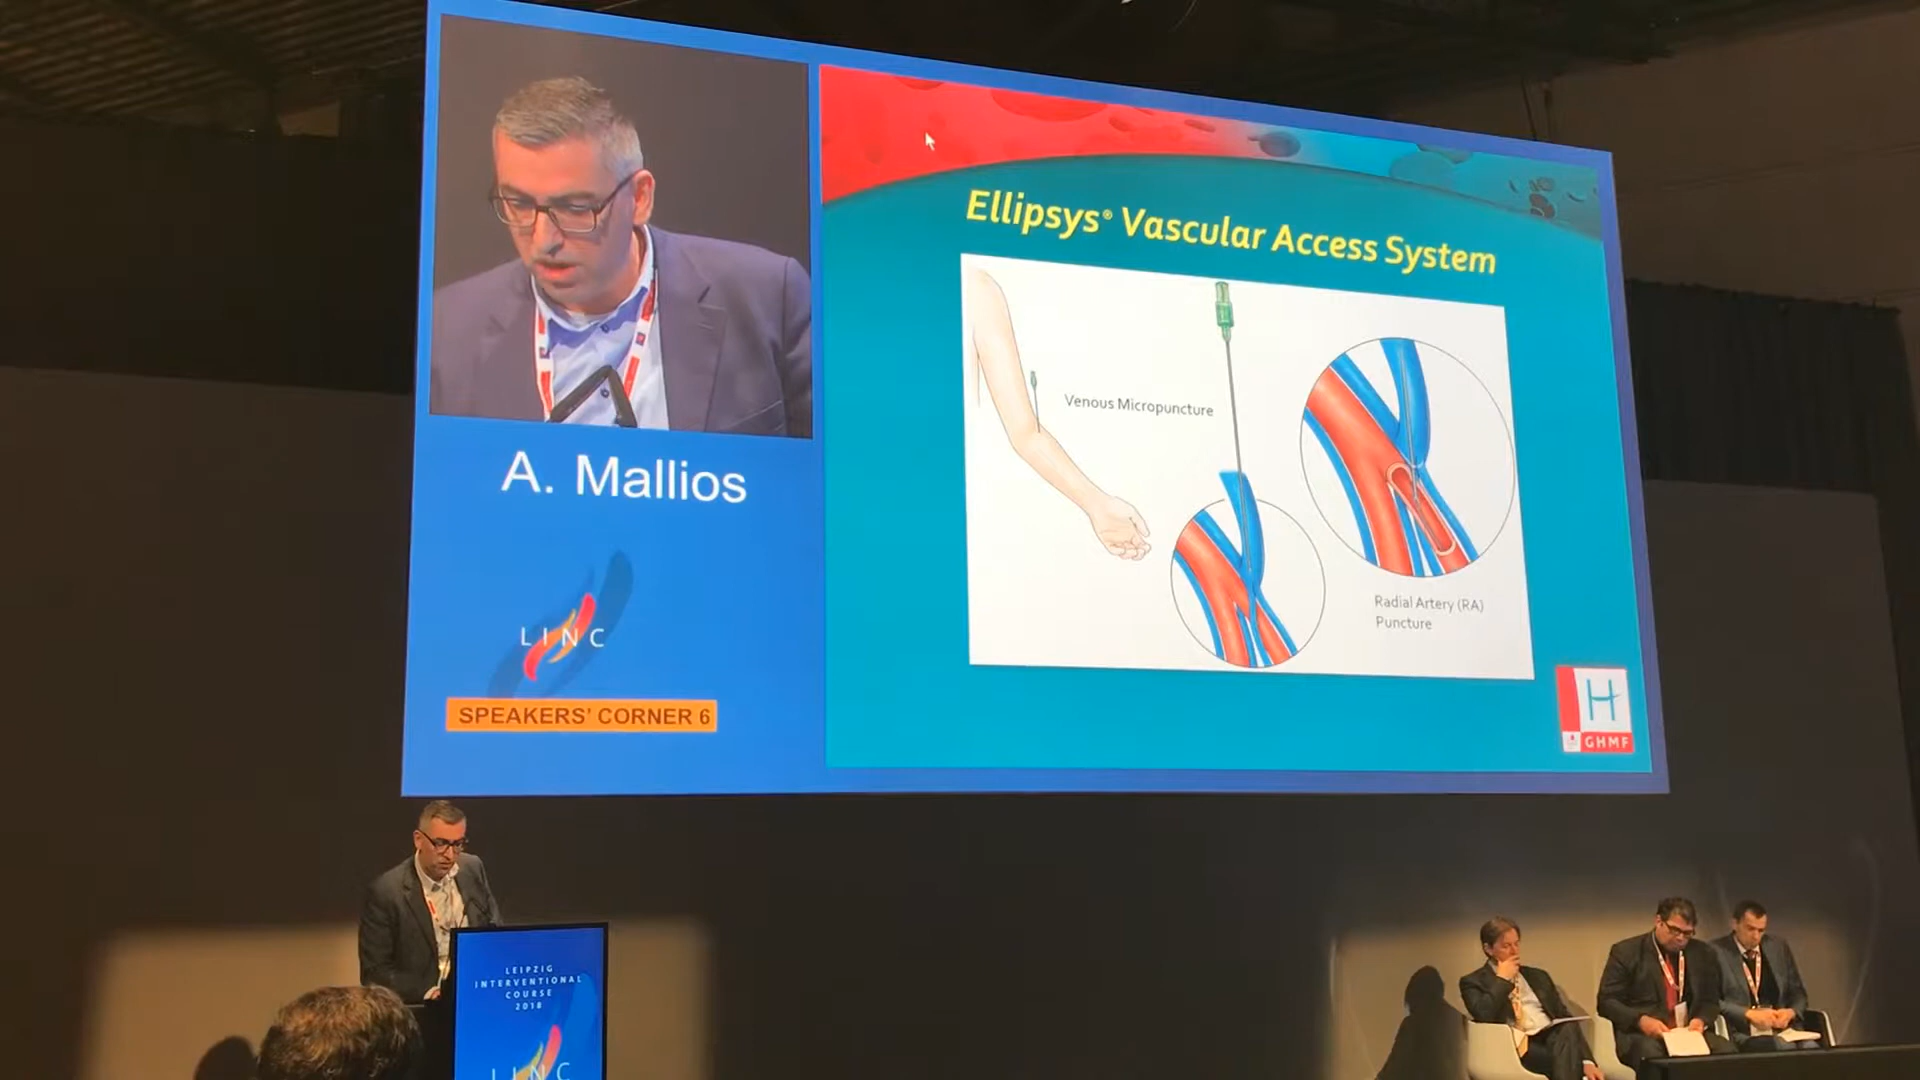 Ellipsys® Vascular Access System
Venous Micropuncture
Radial Artery (RA)
Puncture
A. Mallios
LINC
SPEAKERS' CORNER 6
H
GHMF
LEIPZIG
INTERVENTIONAL
COURSE
2018
LINC